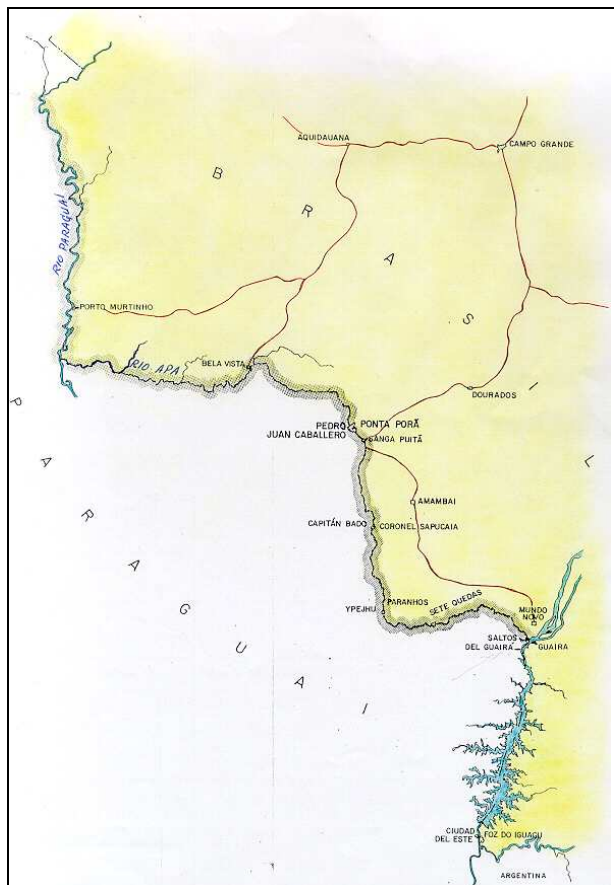 AQUIDAUANA
CAMPO GRANDE
B R A S I L
RIO PARAGUAI
PORTO MURTINHO
RIO APA
BELA VISTA
DOURADOS
PEDRO
JUAN CABALLERO
PONTA PORÃ
SANGA PUITÃ
P A R A G U A I
AMAMBAI
CAPITÁN BADO
CORONEL SAPUCAIA
YPEJHU
PARANHOS
SETE QUEDAS
MUNDO
NOVO
SALTOS
DEL GUAIRA
GUAIRA
CIUDAD
DEL ESTE
FOZ DO IGUAÇU
ARGENTINA